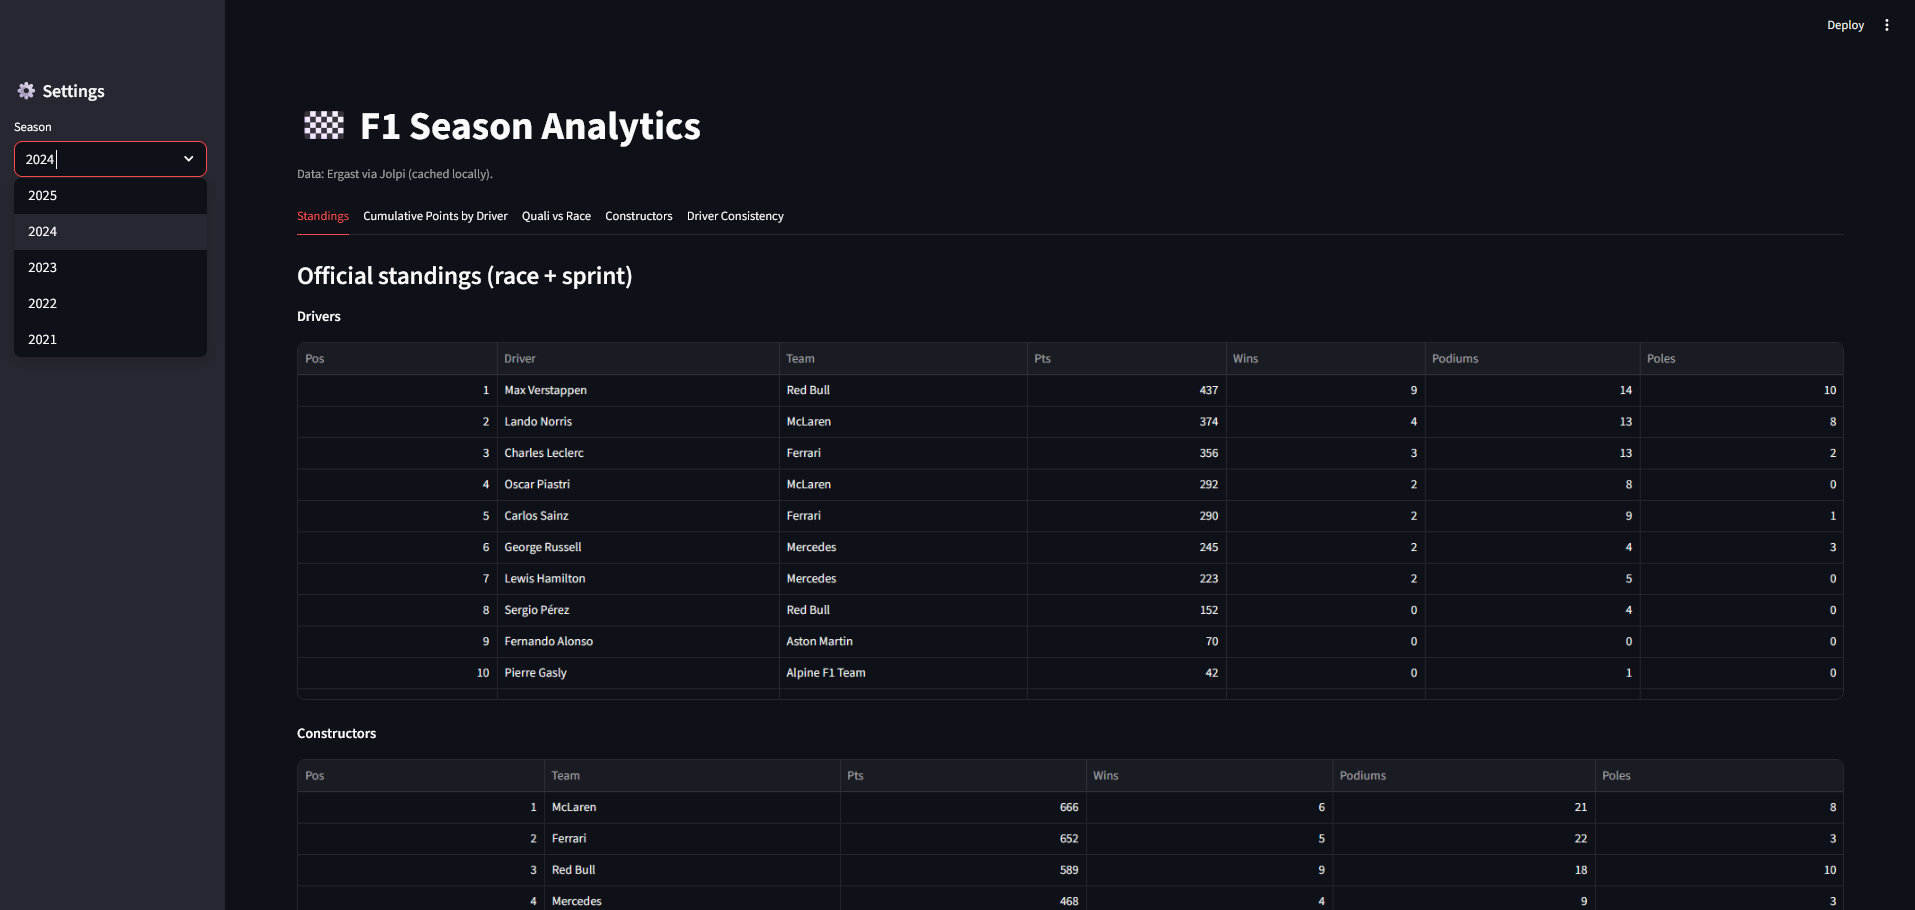 Deploy
Settings
Season
2024
2025
2024
2023
2022
2021
F1 Season Analytics
Data: Ergast via Jolpi (cached locally).
Standings Cumulative Points by Driver Quali vs Race Constructors Driver Consistency
Official standings (race + sprint)
Drivers
Pos Driver Team Pts Wins Podiums Poles
1 Max Verstappen Red Bull 437 9 14 10
2 Lando Norris McLaren 374 4 13 8
3 Charles Leclerc Ferrari 356 3 13 2
4 Oscar Piastri McLaren 292 2 8 0
5 Carlos Sainz Ferrari 290 2 9 1
6 George Russell Mercedes 245 2 4 3
7 Lewis Hamilton Mercedes 223 2 5 0
8 Sergio Pérez Red Bull 152 0 4 0
9 Fernando Alonso Aston Martin 70 0 0 0
10 Pierre Gasly Alpine F1 Team 42 0 1 0
Constructors
Pos Team Pts Wins Podiums Poles
1 McLaren 666 6 21 8
2 Ferrari 652 5 22 3
3 Red Bull 589 9 18 10
4 Mercedes 468 4 9 3